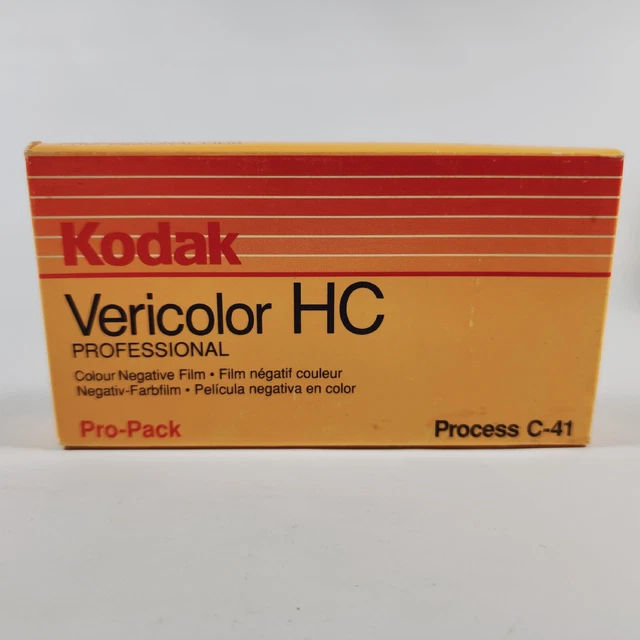 Kodak
Vericolor HC
PROFESSIONAL
Colour Negative Film • Film négatif couleur
Negativ-Farbfilm • Película negativa en color
Pro-Pack
Process C-41